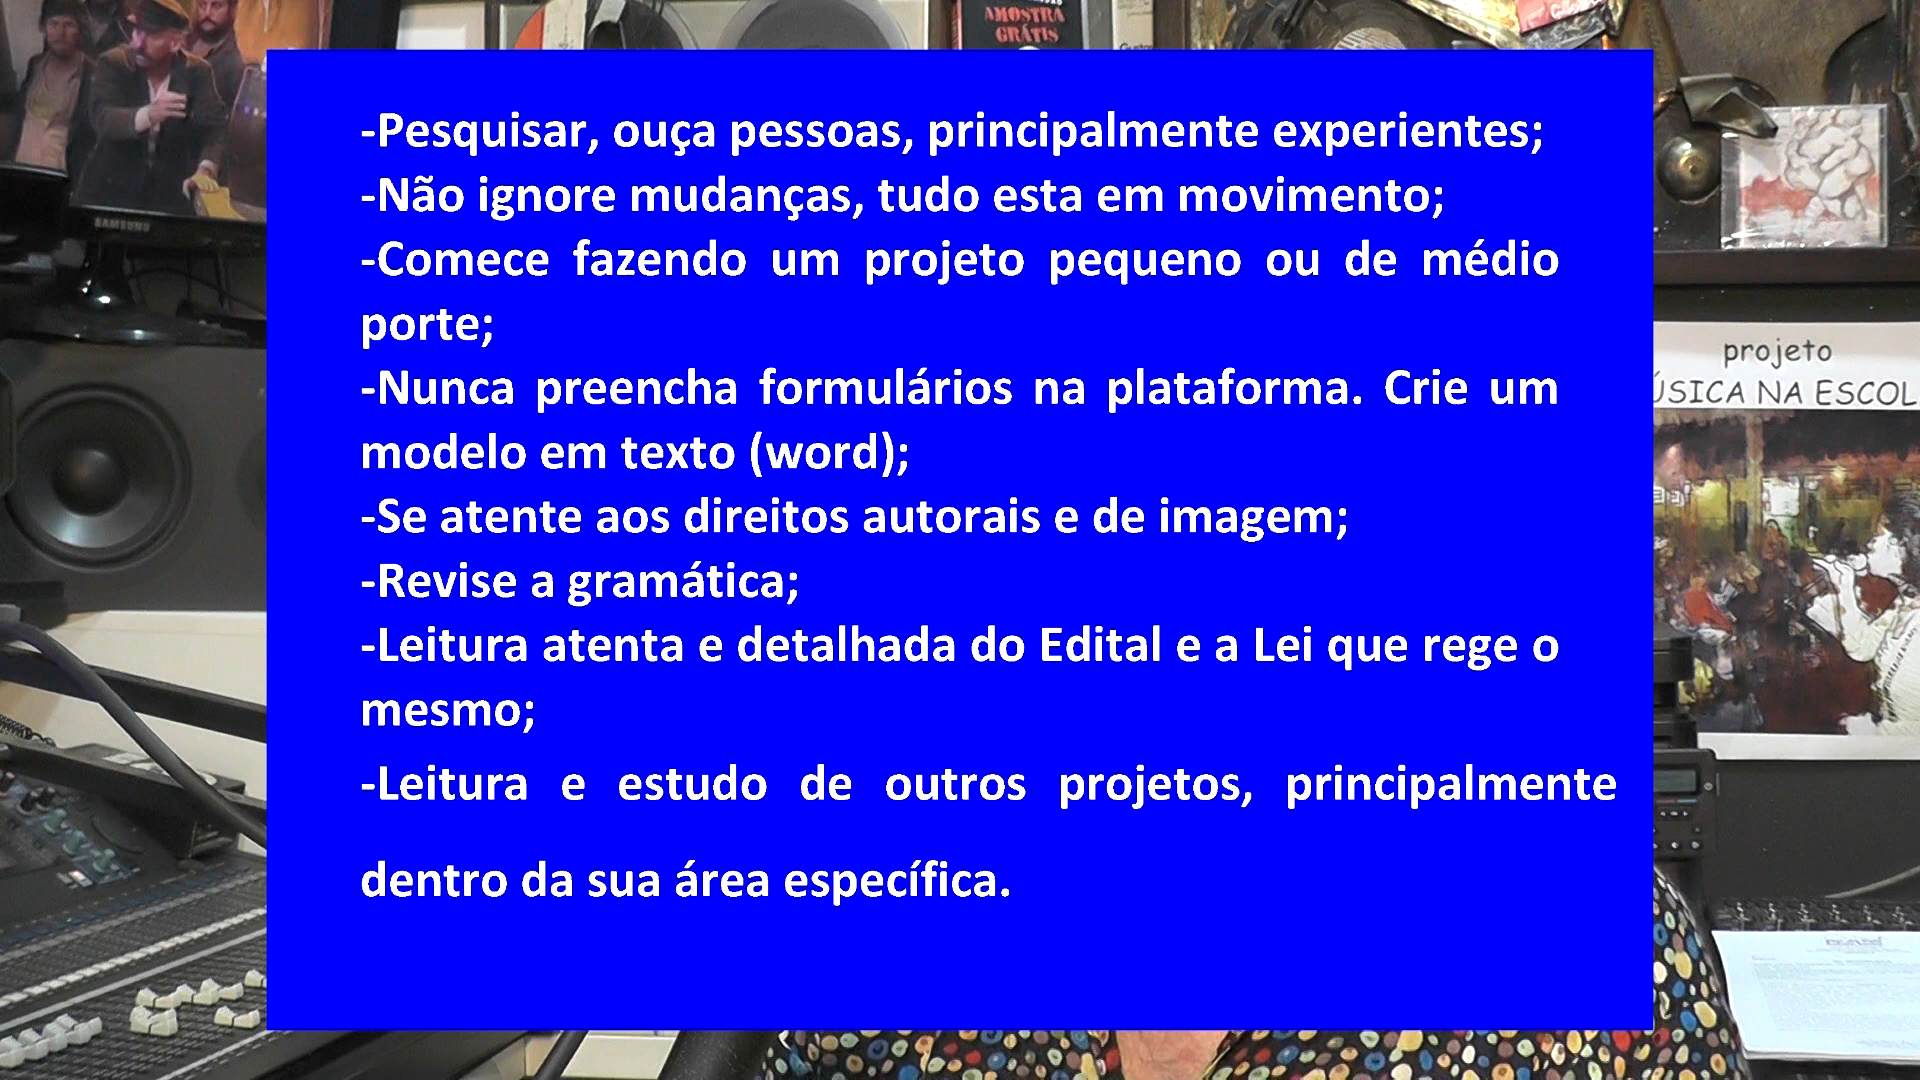 AMOSTRA
GRÁTIS
SAMSUNG
-Pesquisar, ouça pessoas, principalmente experientes;
-Não ignore mudanças, tudo esta em movimento;
-Comece fazendo um projeto pequeno ou de médio
porte;
-Nunca preencha formulários na plataforma. Crie um
modelo em texto (word);
-Se atente aos direitos autorais e de imagem;
-Revise a gramática;
-Leitura atenta e detalhada do Edital e a Lei que rege o
mesmo;
-Leitura e estudo de outros projetos, principalmente
dentro da sua área específica.
projeto
ÚSICA NA ESCOL